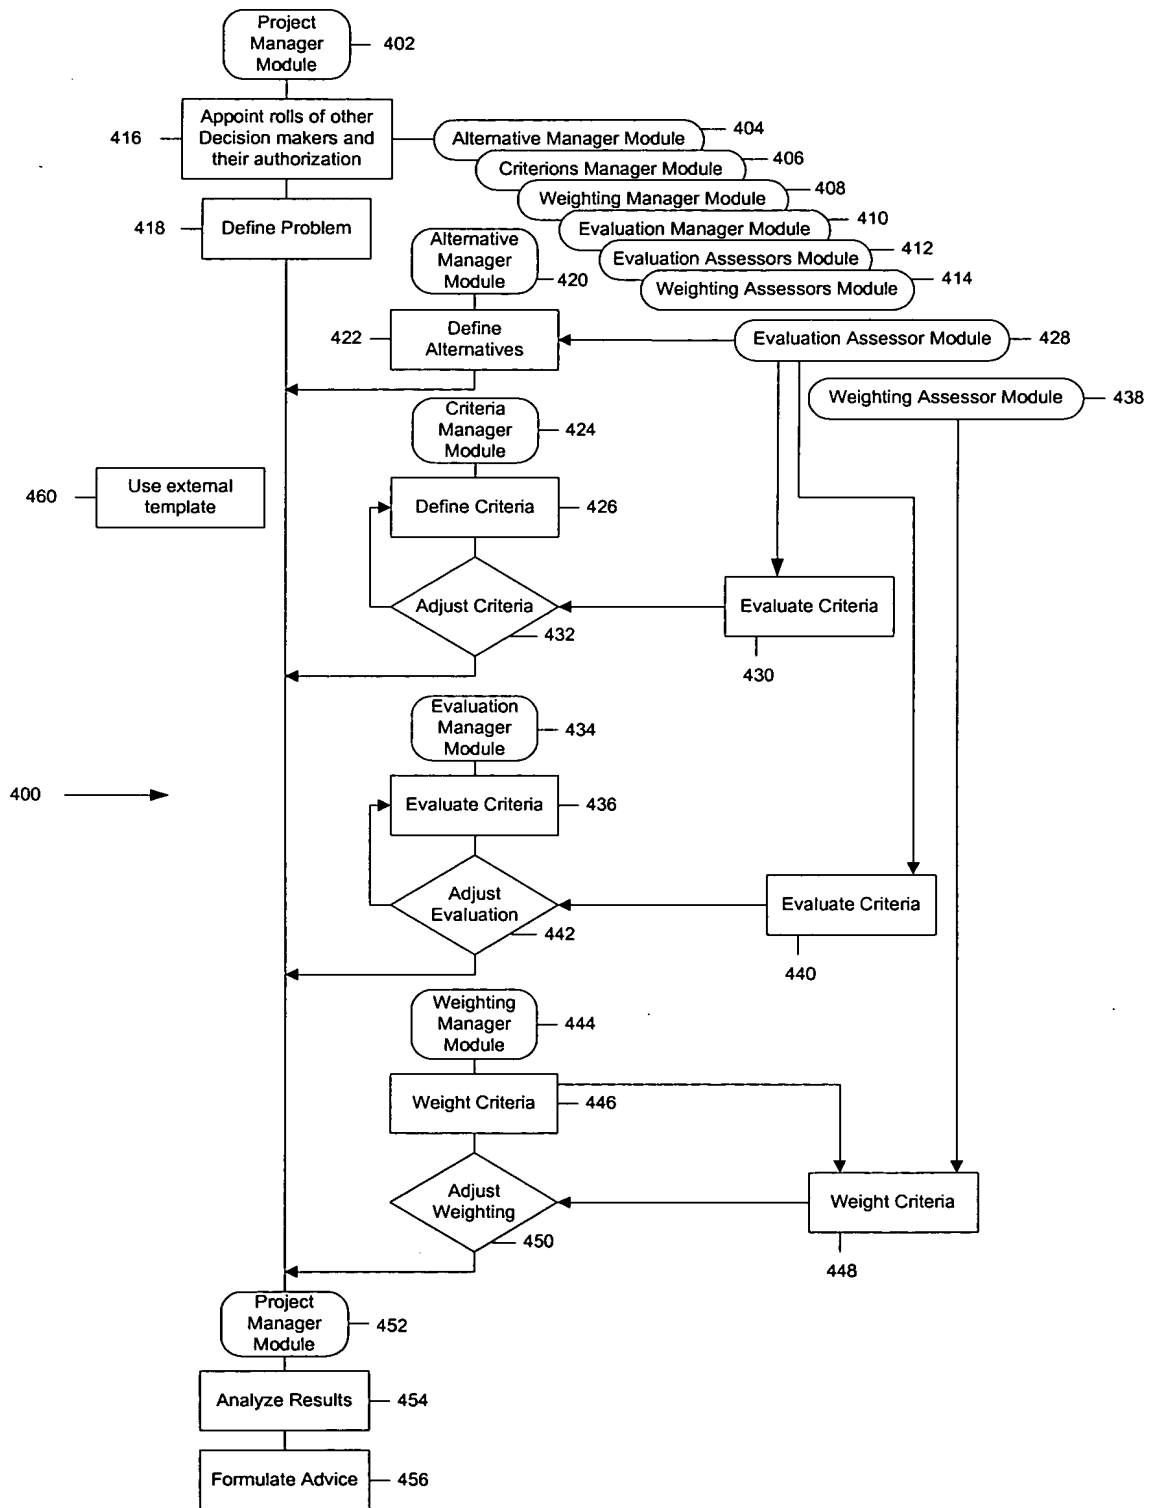 Project
Manager
Module
402
Appoint rolls of other
Decision makers and
their authorization
416
Alternative Manager Module
404
Criterions Manager Module
406
Weighting Manager Module
408
Evaluation Manager Module
410
Evaluation Assessors Module
412
Weighting Assessors Module
414
418
Define Problem
Alternative
Manager
Module
420
422
Define
Alternatives
Evaluation Assessor Module
428
Weighting Assessor Module
438
Criteria
Manager
Module
424
460
Use external
template
Define Criteria
426
Adjust Criteria
432
Evaluate Criteria
430
Evaluation
Manager
Module
434
400
Evaluate Criteria
436
Adjust
Evaluation
442
Evaluate Criteria
440
Weighting
Manager
Module
444
Weight Criteria
446
Adjust
Weighting
450
Weight Criteria
448
Project
Manager
Module
452
Analyze Results
454
Formulate Advice
456